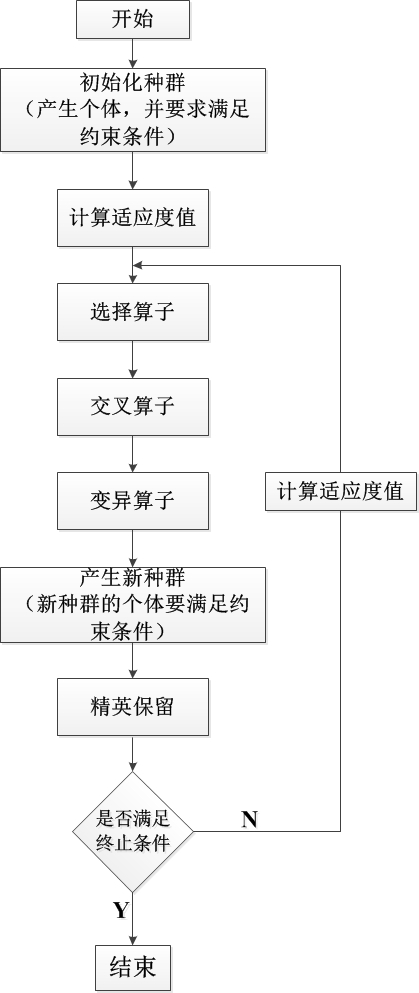 开始
初始化种群
（产生个体，并要求满足
约束条件）
计算适应度值
选择算子
交叉算子
变异算子
计算适应度值
产生新种群
（新种群的个体要满足约
束条件）
精英保留
是否满足
终止条件
N
Y
结束